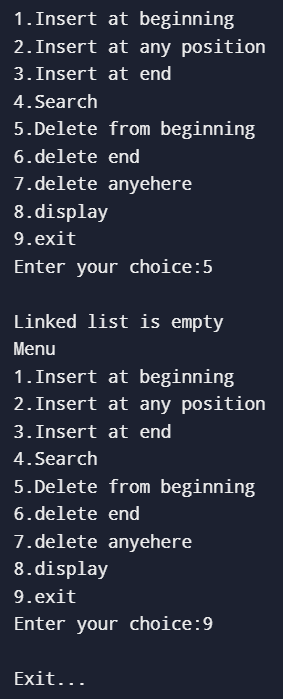 1.Insert at beginning
2.Insert at any position
3.Insert at end
4.Search
5.Delete from beginning
6.delete end
7.delete anyehere
8.display
9.exit
Enter your choice:5
Linked list is empty
Menu
1.Insert at beginning
2.Insert at any position
3.Insert at end
4.Search
5.Delete from beginning
6.delete end
7.delete anyehere
8.display
9.exit
Enter your choice:9
Exit...